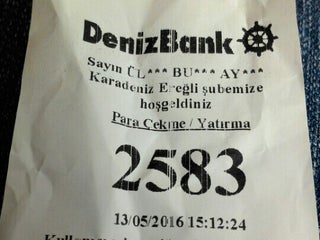 DenizBank
Sayın ÜL*** BU*** AY***
Karadeniz Ereğli şubemize
hoşgeldiniz
Para Çekme / Yatırma
2583
13/05/2016 15:12:24